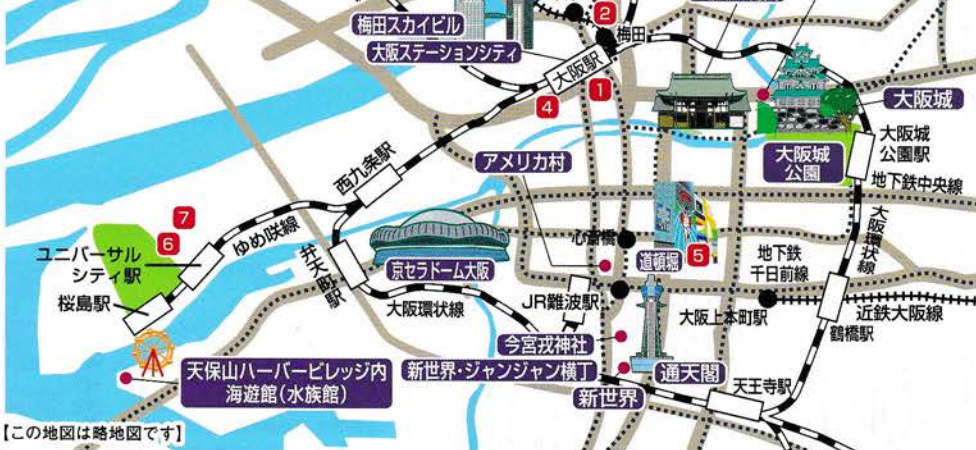 2
梅田スカイビル
梅田
大阪ステーションシティ
大阪駅
4
1
大阪城
大阪城
公園駅
大阪城
公園
アメリカ村
西九条駅
地下鉄中央線
7
6
ゆめ咲線
ユニバーサル
シティ駅
桜島駅
弁天町駅
京セラドーム大阪
心斎橋
道頓堀
5
地下鉄
千日前線
大阪環状線
大阪環状線
JR難波駅
大阪上本町駅
近鉄大阪線
鶴橋駅
今宮戎神社
新世界・ジャンジャン横丁
通天閣
新世界
天王寺駅
天保山ハーバービレッジ内
海遊館(水族館)
【この地図は略地図です】